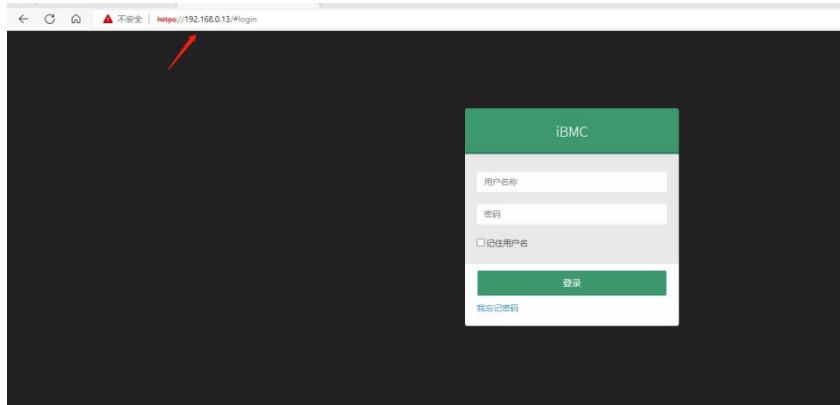 不安全 https://192.168.0.13/#login
iBMC
用户名称
密码
记住用户名
登录
我忘记密码